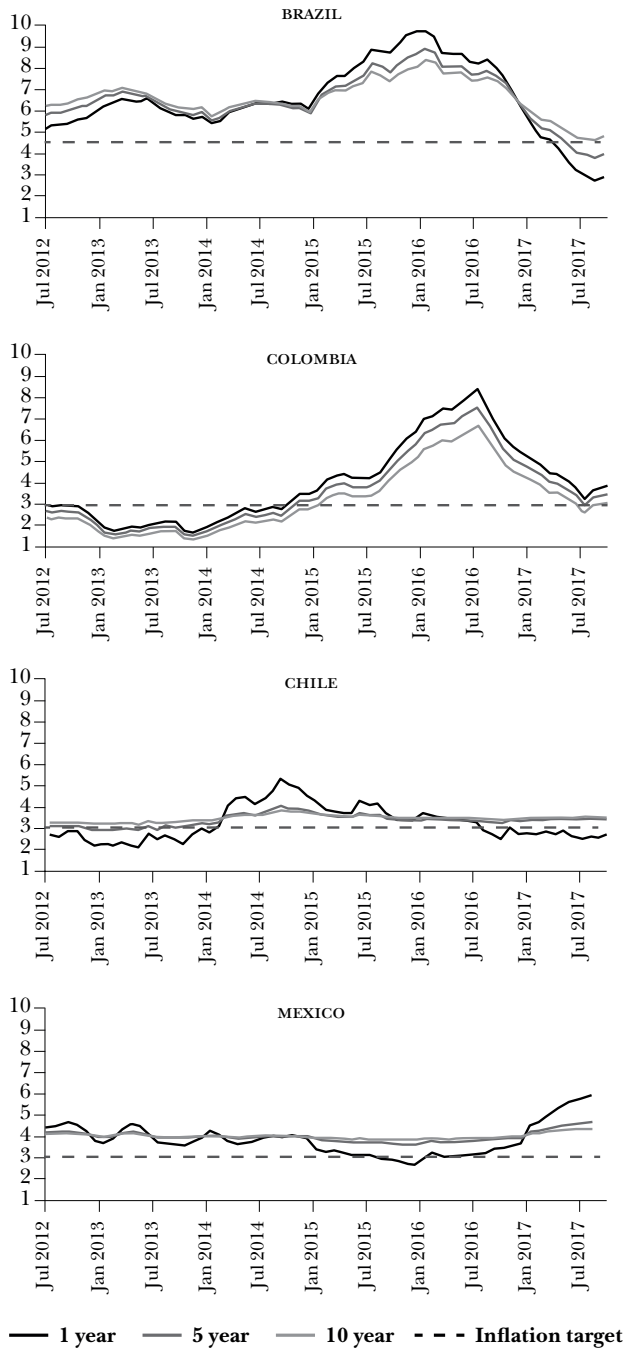 BRAZIL
10
9
8
7
6
5
4
3
2
1
Jul 2012
Jan 2013
Jul 2013
Jan 2014
Jul 2014
Jan 2015
Jul 2015
Jan 2016
Jul 2016
Jan 2017
Jul 2017
COLOMBIA
10
9
8
7
6
5
4
3
2
1
Jul 2012
Jan 2013
Jul 2013
Jan 2014
Jul 2014
Jan 2015
Jul 2015
Jan 2016
Jul 2016
Jan 2017
Jul 2017
CHILE
10
9
8
7
6
5
4
3
2
1
Jul 2012
Jan 2013
Jul 2013
Jan 2014
Jul 2014
Jan 2015
Jul 2015
Jan 2016
Jul 2016
Jan 2017
Jul 2017
MEXICO
10
9
8
7
6
5
4
3
2
1
Jul 2012
Jan 2013
Jul 2013
Jan 2014
Jul 2014
Jan 2015
Jul 2015
Jan 2016
Jul 2016
Jan 2017
Jul 2017
1 year 5 year 10 year Inflation target